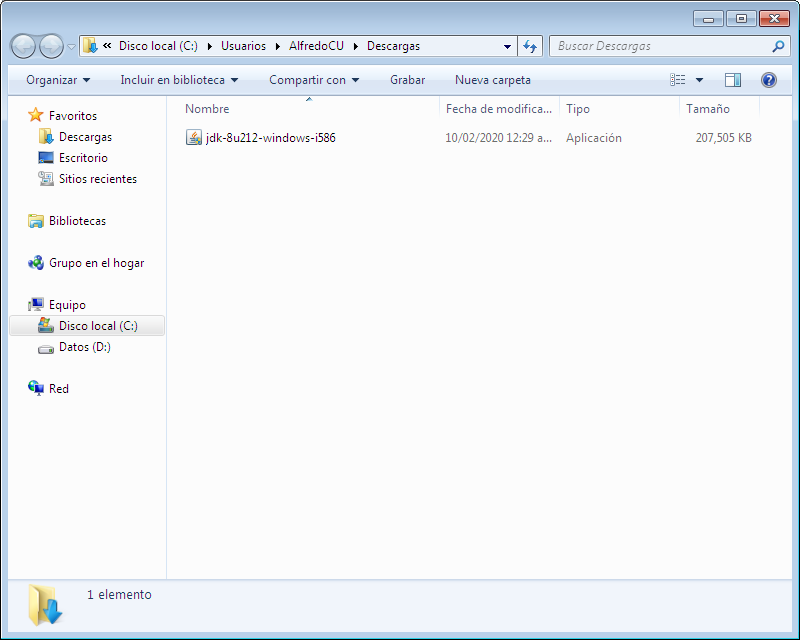 « Disco local (C:) Usuarios AlfredoCU Descargas Buscar Descargas
Organizar Incluir en biblioteca Compartir con Grabar Nueva carpeta
Nombre Fecha de modifica... Tipo Tamaño
jdk-8u212-windows-i586 10/02/2020 12:29 a... Aplicación 207,505 KB
Favoritos
Descargas
Escritorio
Sitios recientes
Bibliotecas
Grupo en el hogar
Equipo
Disco local (C:)
Datos (D:)
Red
1 elemento